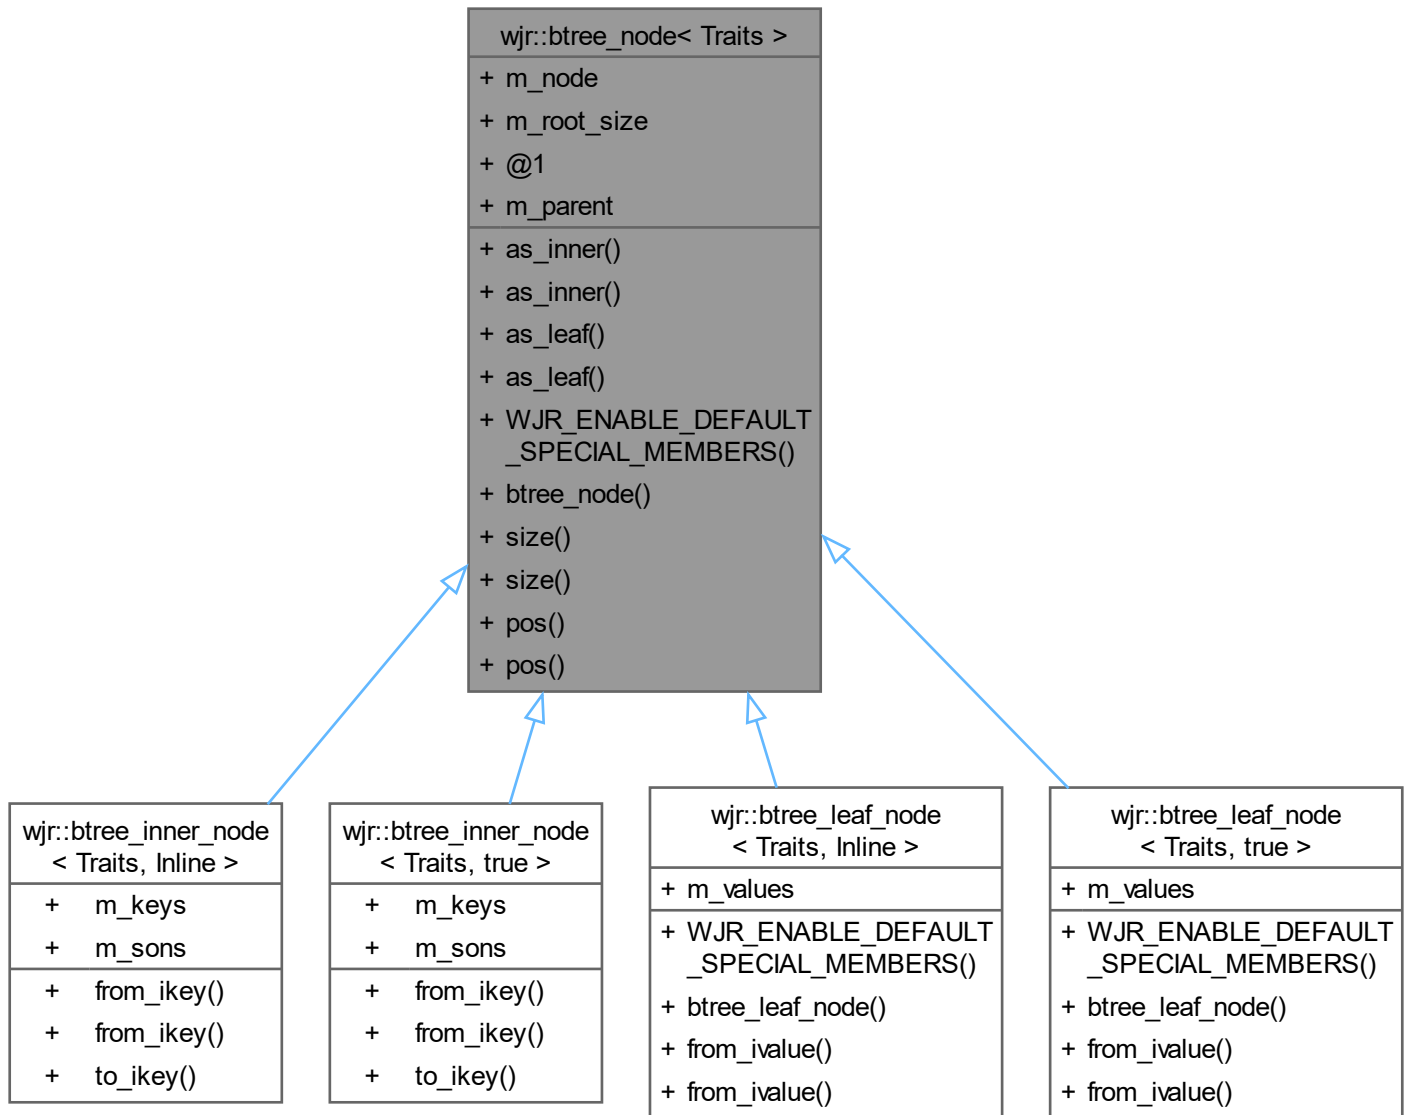 wjr::btree_node< Traits >
+ m_node
+ m_root_size
+ @1
+ m_parent
+ as_inner()
+ as_inner()
+ as_leaf()
+ as_leaf()
+ WJR_ENABLE_DEFAULT
_SPECIAL_MEMBERS()
+ btree_node()
+ size()
+ size()
+ pos()
+ pos()
wjr::btree_inner_node
< Traits, Inline >
+ m_keys
+ m_sons
+ from_ikey()
+ from_ikey()
+ to_ikey()
wjr::btree_inner_node
< Traits, true >
+ m_keys
+ m_sons
+ from_ikey()
+ from_ikey()
+ to_ikey()
wjr::btree_leaf_node
< Traits, Inline >
+ m_values
+ WJR_ENABLE_DEFAULT
_SPECIAL_MEMBERS()
+ btree_leaf_node()
+ from_ivalue()
+ from_ivalue()
wjr::btree_leaf_node
< Traits, true >
+ m_values
+ WJR_ENABLE_DEFAULT
_SPECIAL_MEMBERS()
+ btree_leaf_node()
+ from_ivalue()
+ from_ivalue()